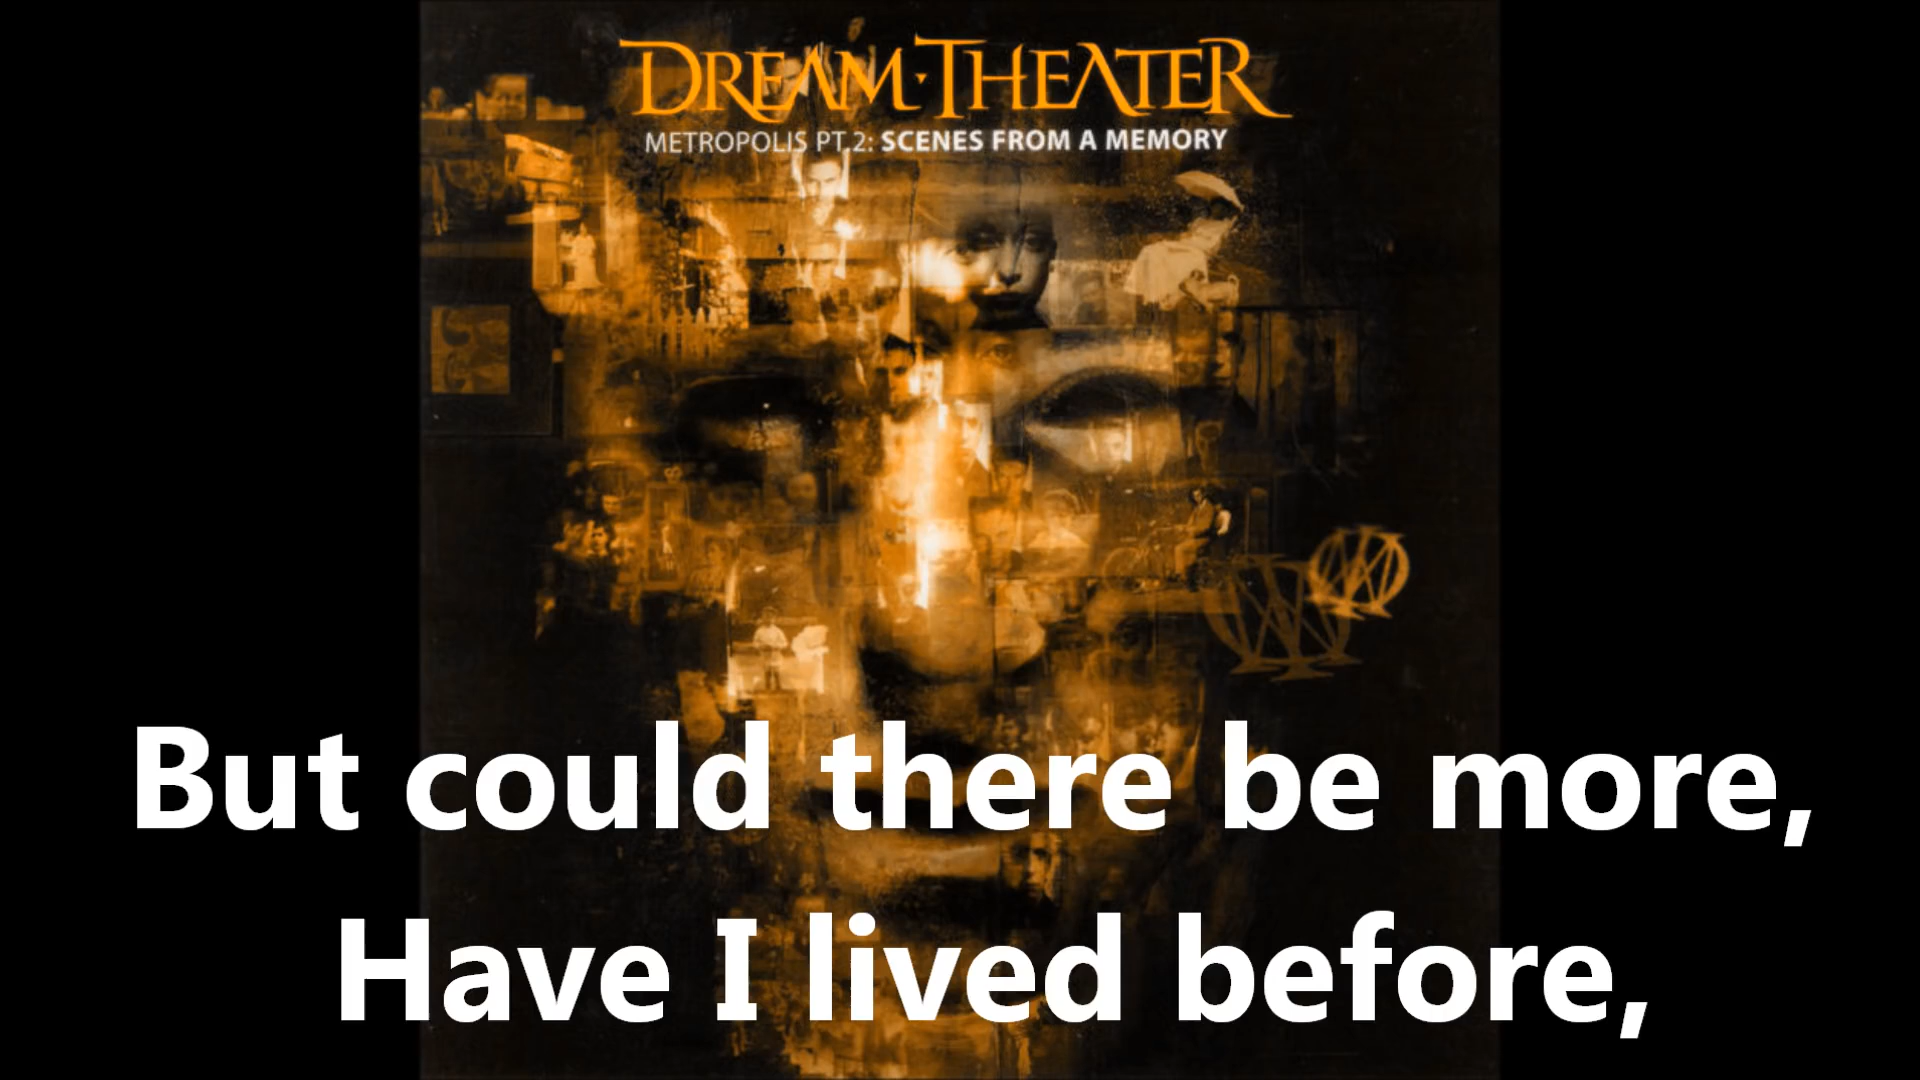 DREAM·THEATER
METROPOLIS PT.2: SCENES FROM A MEMORY
But could there be more,
Have I lived before,